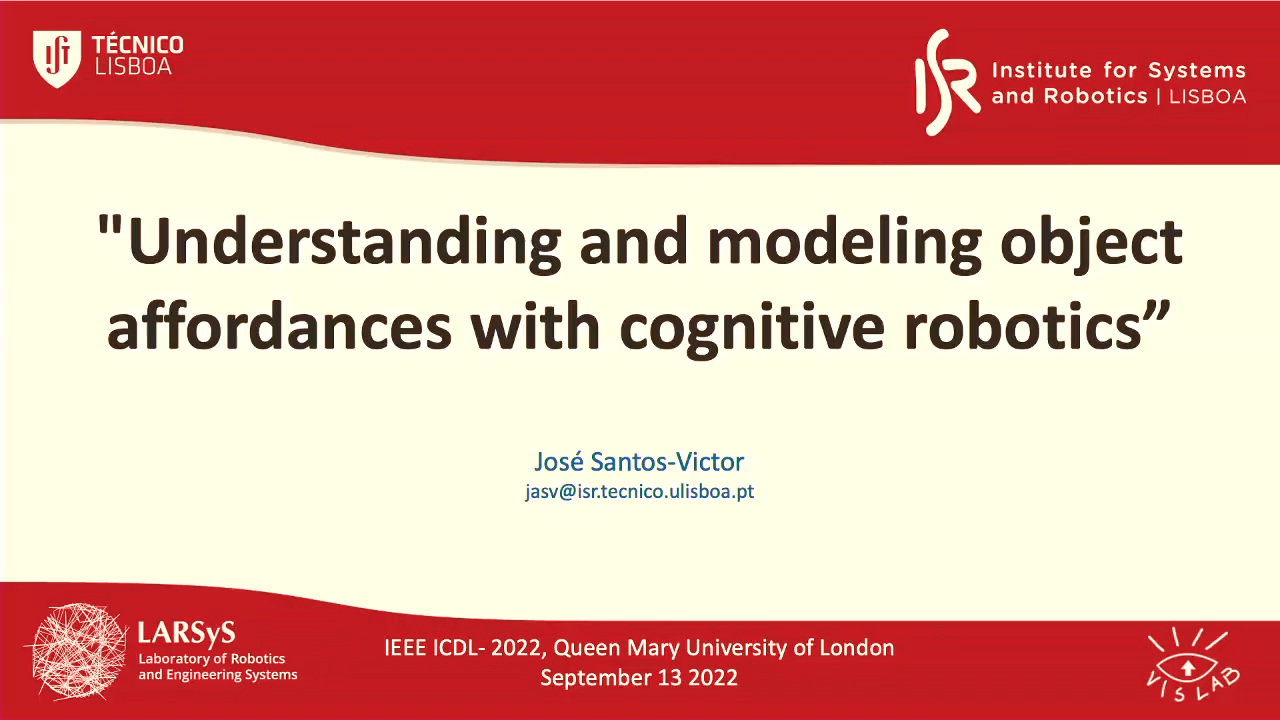 TÉCNICO
LISBOA
Institute for Systems
and Robotics | LISBOA
"Understanding and modeling object
affordances with cognitive robotics”
José Santos-Victor
jasv@isr.tecnico.ulisboa.pt
LARSyS
Laboratory of Robotics
and Engineering Systems
IEEE ICDL- 2022, Queen Mary University of London
September 13 2022
VISLAB